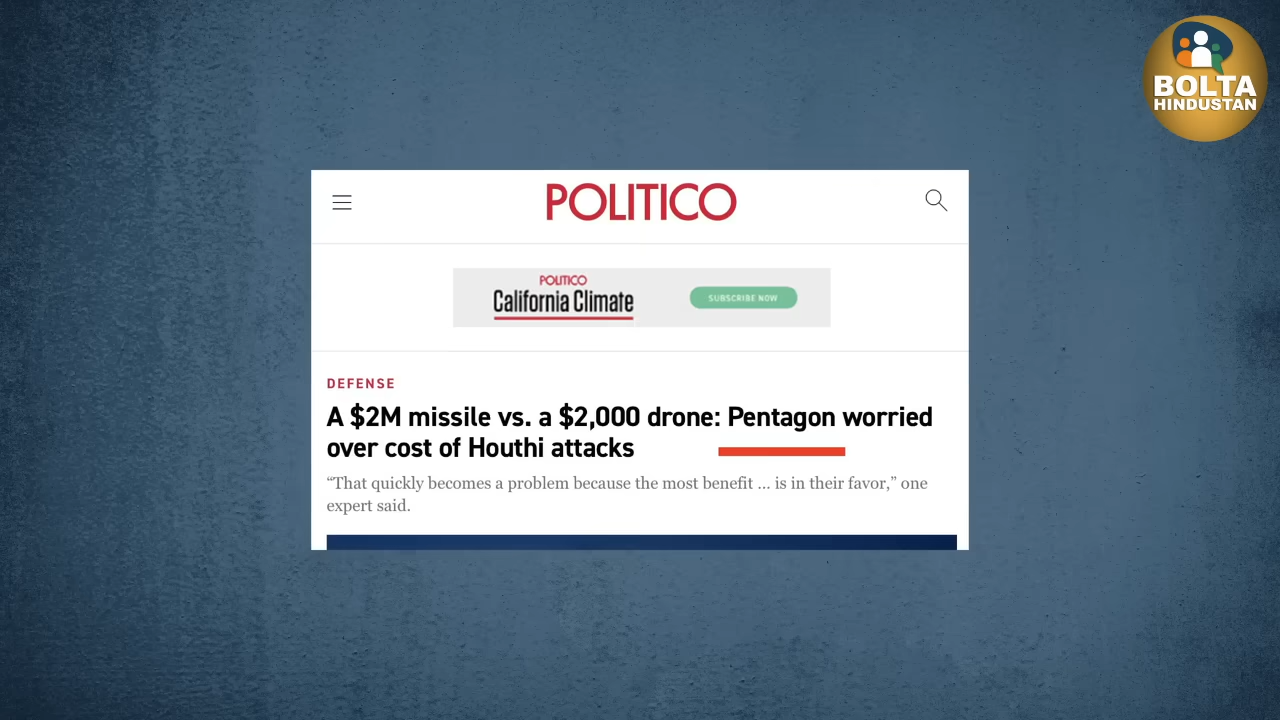 BOLTA
HINDUSTAN
POLITICO
POLITICO
California Climate
SUBSCRIBE NOW
DEFENSE
A $2M missile vs. a $2,000 drone: Pentagon worried
over cost of Houthi attacks
“That quickly becomes a problem because the most benefit ... is in their favor,” one
expert said.